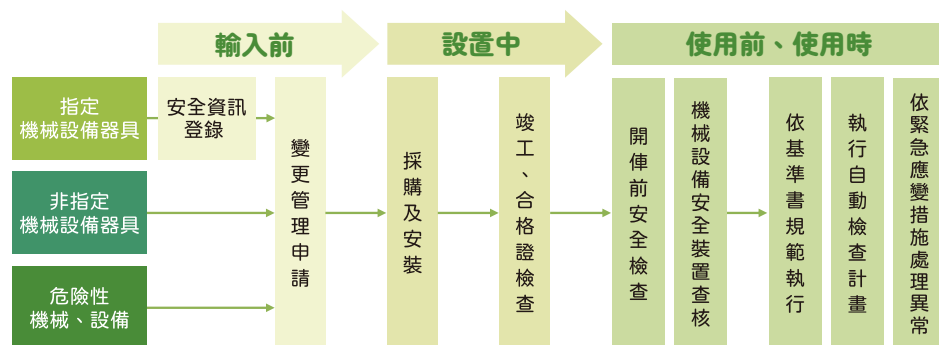 輸入前
設置中
使用前、使用時
指定
機械設備器具
安全資訊
登錄
非指定
機械設備器具
危險性
機械、設備
變更管理申請
採購及安裝
竣工、合格證檢查
開俥前安全檢查
機械設備安全裝置查核
依基準書規範執行
執行自動檢查計畫
依緊急應變措施處理異常